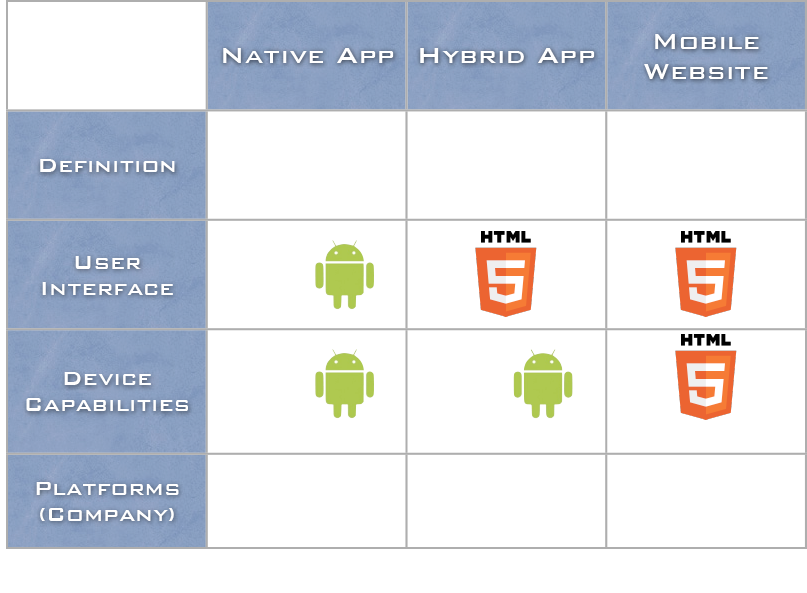 Native App
Hybrid App
Mobile
Website
Definition
User
Interface
HTML
5
HTML
5
Device
Capabilities
HTML
5
Platforms
(Company)